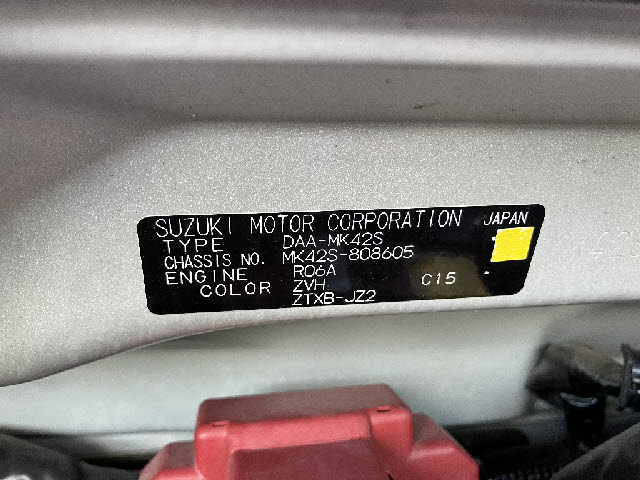 SUZUKI MOTOR CORPORATION JAPAN
TYPE DAA-MK42S
CHASSIS NO. MK42S-808605
ENGINE R06A
COLOR ZVH C15
ZTXB-JZ2